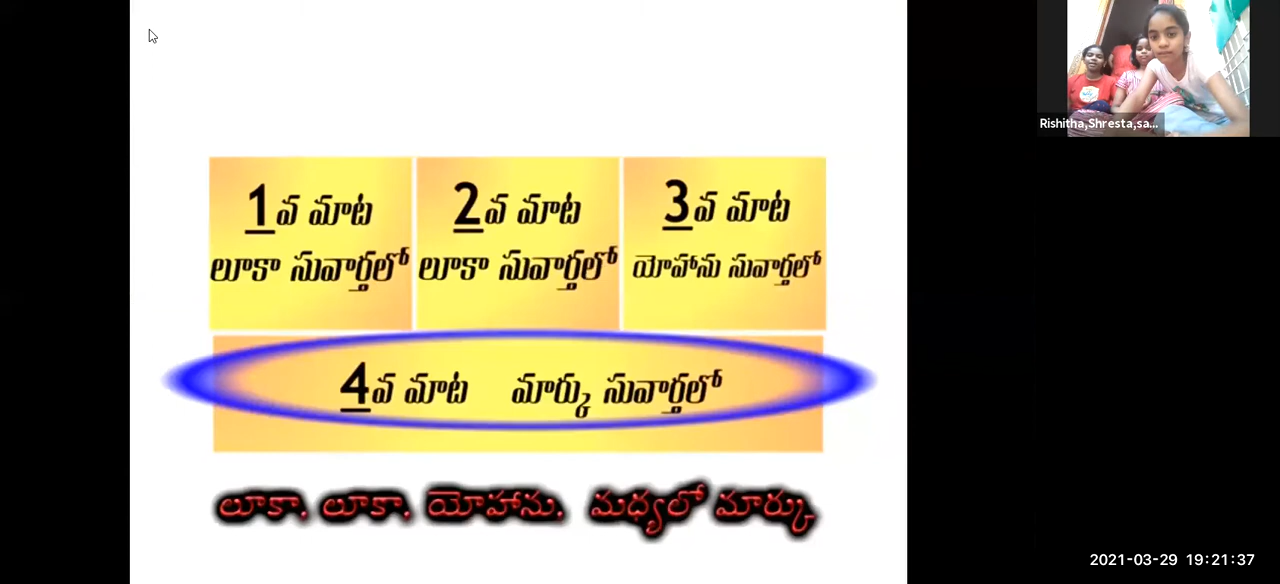 1వ మాట
లూకా సువార్తలో
2వ మాట
లూకా సువార్తలో
3వ మాట
యోహాను సువార్తలో
4వ మాట మార్కు సువార్తలో
లూకా, లూకా, యోహాను, మధ్యలో మార్కు
Rishitha,Shresta,sa...
2021-03-29 19:21:37